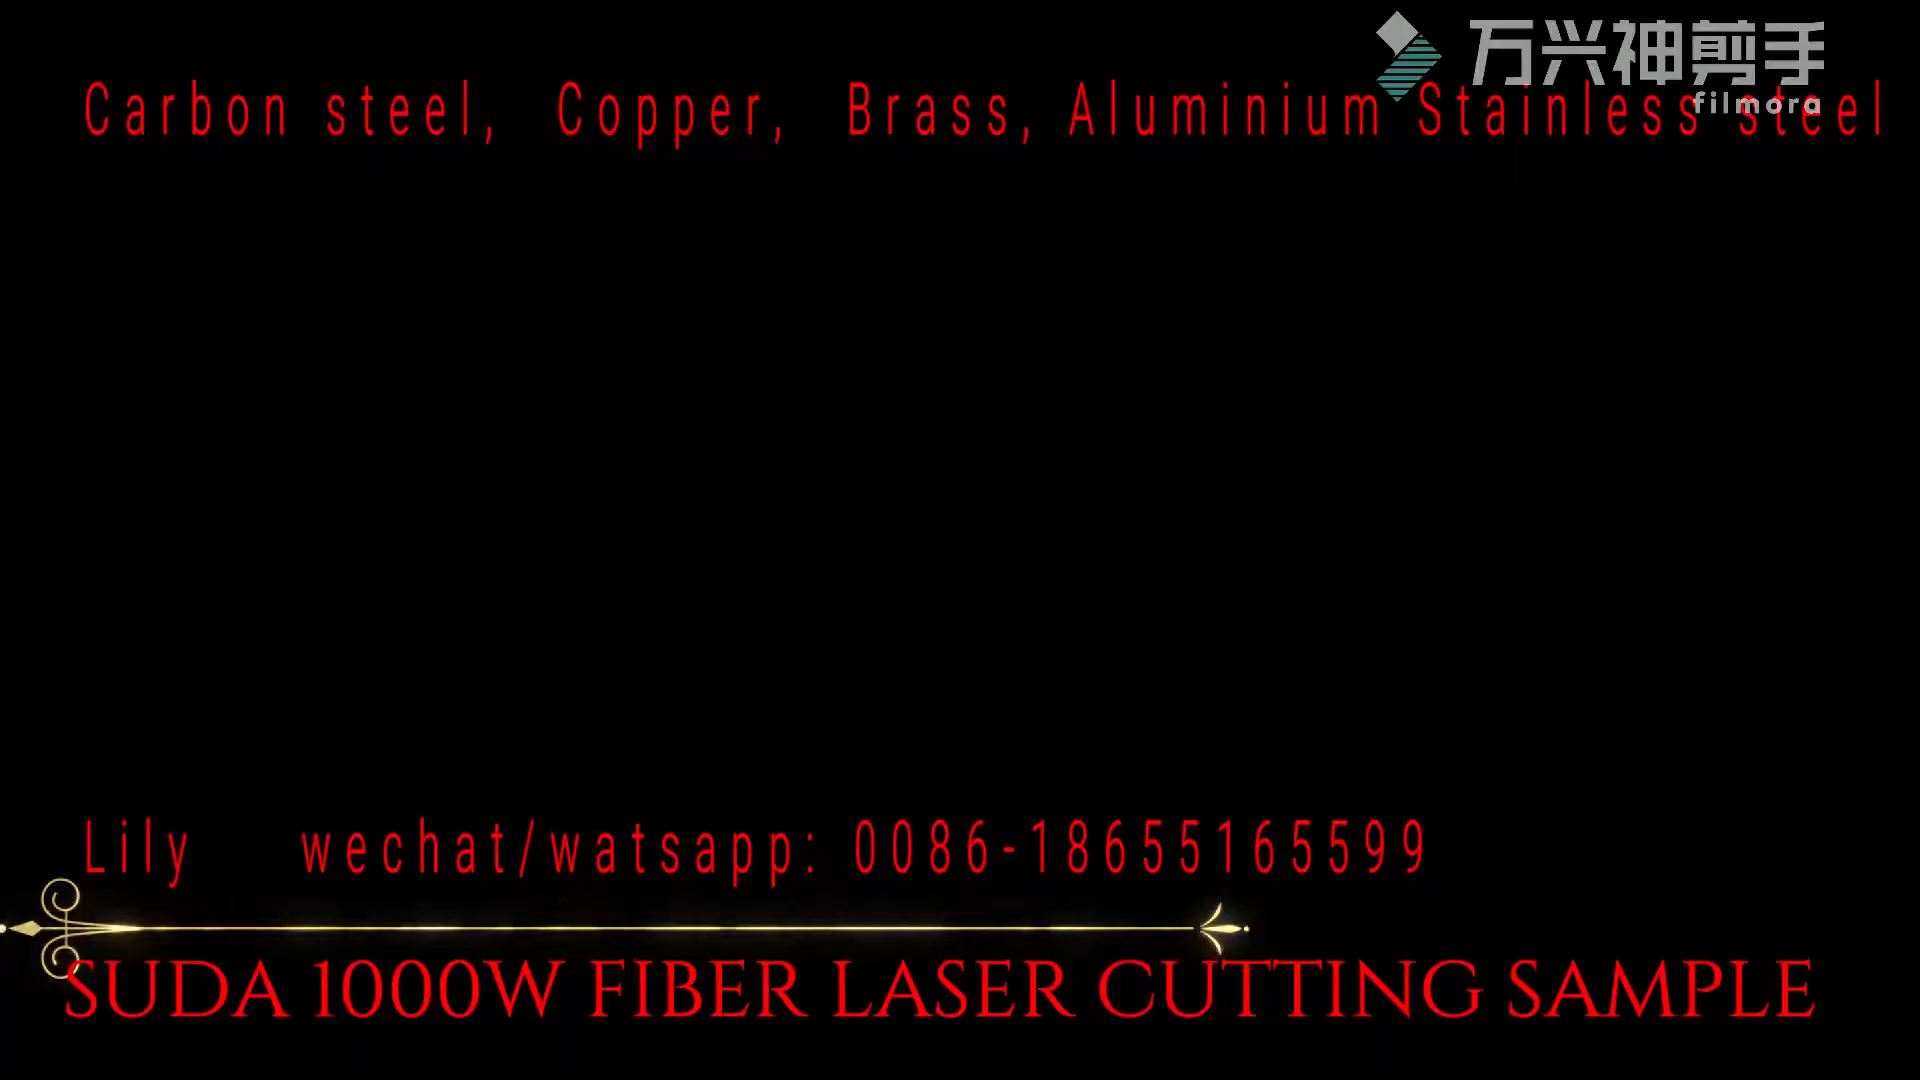 万兴神剪手
filmora
Carbon steel, Copper, Brass, Aluminium Stainless steel
Lily wechat/watsapp: 0086-18655165599
SUDA 1000W FIBER LASER CUTTING SAMPLE